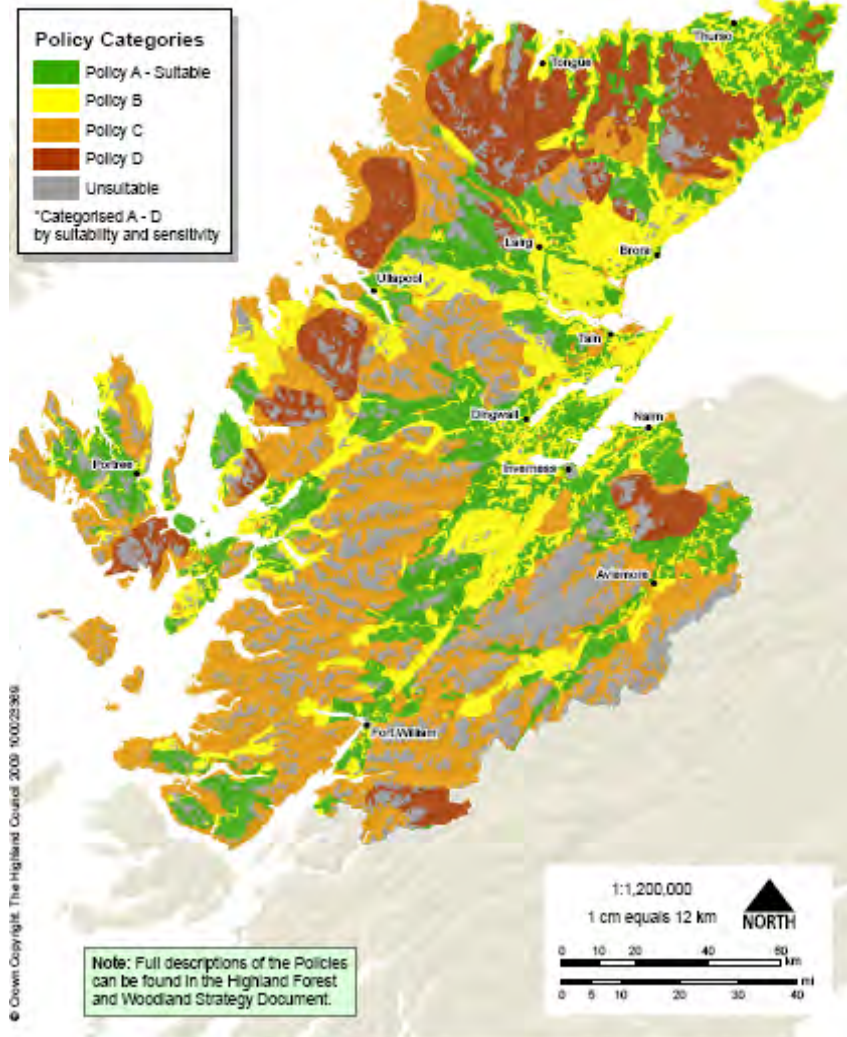 Policy Categories
Policy A - Suitable
Policy B
Policy C
Policy D
Unsuitable
*Categorised A - D
by suitability and sensitivity
Thurso
Tongue
Lairg
Brora
Ullapool
Tain
Dingwall
Nairn
Portree
Inverness
Aviemore
Fort William
© Crown Copyright. The Highland Council 2009 100023369
1:1,200,000
1 cm equals 12 km
NORTH
0 10 20 40 60
km
mi
0 5 10 20 30 40
Note: Full descriptions of the Policies
can be found in the Highland Forest
and Woodland Strategy Document.